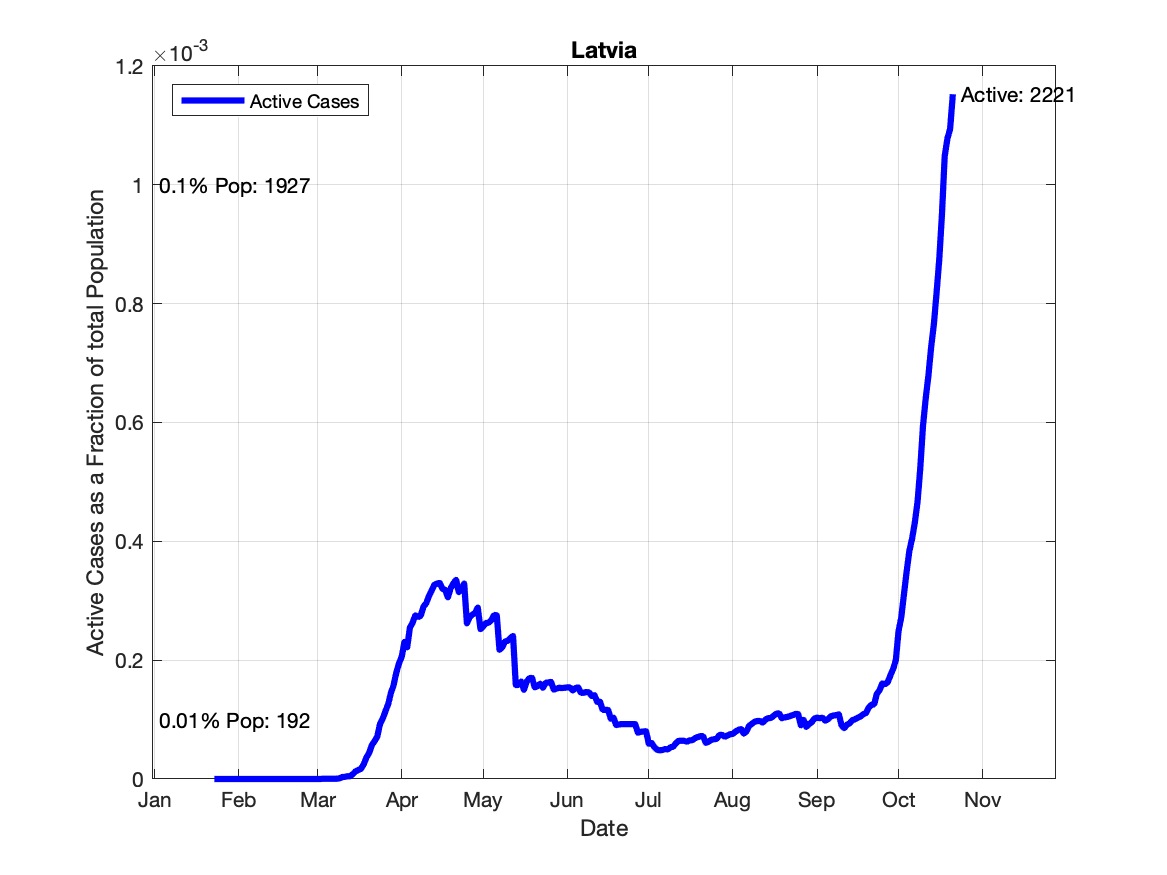 Latvia
×10-3
1.2
1
0.8
0.6
0.4
0.2
0
Active Cases as a Fraction of total Population
Active Cases
0.1% Pop: 1927
0.01% Pop: 192
Active: 2221
Jan Feb Mar Apr May Jun Jul Aug Sep Oct Nov
Date